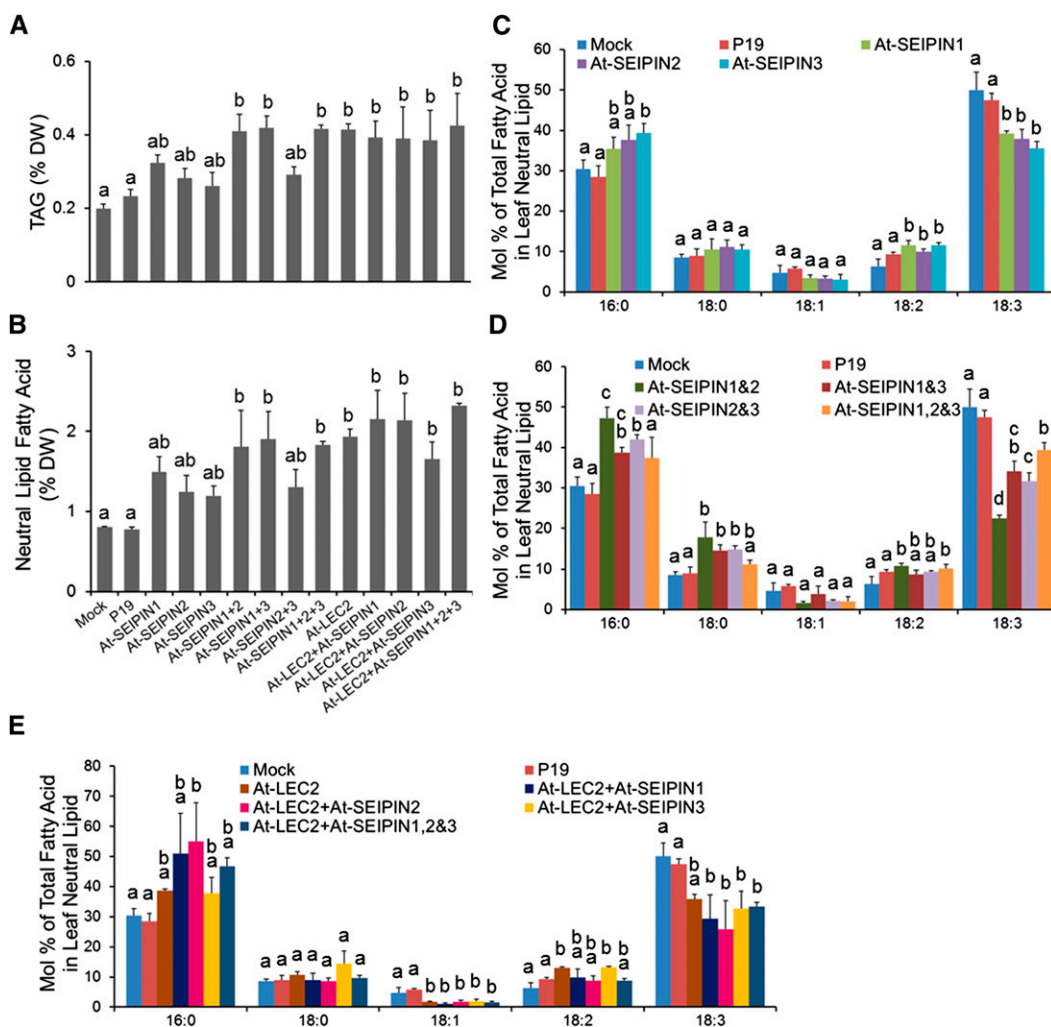 A
TAG (% DW)
0.6
0.4
0.2
0
a a ab ab ab b b ab b b b b b b
B
Neutral Lipid Fatty Acid
(% DW)
3
2
1
0
a a ab ab ab b b ab b b b b b b
Mock
P19
At-SEIPIN1
At-SEIPIN2
At-SEIPIN3
At-SEIPIN1+2
At-SEIPIN1+3
At-SEIPIN2+3
At-SEIPIN1+2+3
At-LEC2
At-LEC2+At-SEIPIN1
At-LEC2+At-SEIPIN2
At-LEC2+At-SEIPIN3
At-LEC2+At-SEIPIN1+2+3
C
Mol % of Total Fatty Acid
in Leaf Neutral Lipid
60
50
40
30
20
10
0
Mock P19 At-SEIPIN1
At-SEIPIN2 At-SEIPIN3
b b
a a a a b
a a a a a
a a a a a
a a b b b
a a b b b
16:0 18:0 18:1 18:2 18:3
D
Mol % of Total Fatty Acid
in Leaf Neutral Lipid
60
50
40
30
20
10
0
Mock P19
At-SEIPIN1&2 At-SEIPIN1&3
At-SEIPIN2&3 At-SEIPIN1,2&3
c
a a c b b a
b
a a b b b a
a a a a a a
b b
a a b a a b
c
a a d b c b
16:0 18:0 18:1 18:2 18:3
E
Mol % of Total Fatty Acid
in Leaf Neutral Lipid
80
70
60
50
40
30
20
10
0
Mock P19
At-LEC2 At-LEC2+At-SEIPIN1
At-LEC2+At-SEIPIN2 At-LEC2+At-SEIPIN3
At-LEC2+At-SEIPIN1,2&3
b b b b
a a a a b a a
a a a a a a a
a a b b b b b
b b b
a a b a a b a
b
a a a b b b b
16:0 18:0 18:1 18:2 18:3